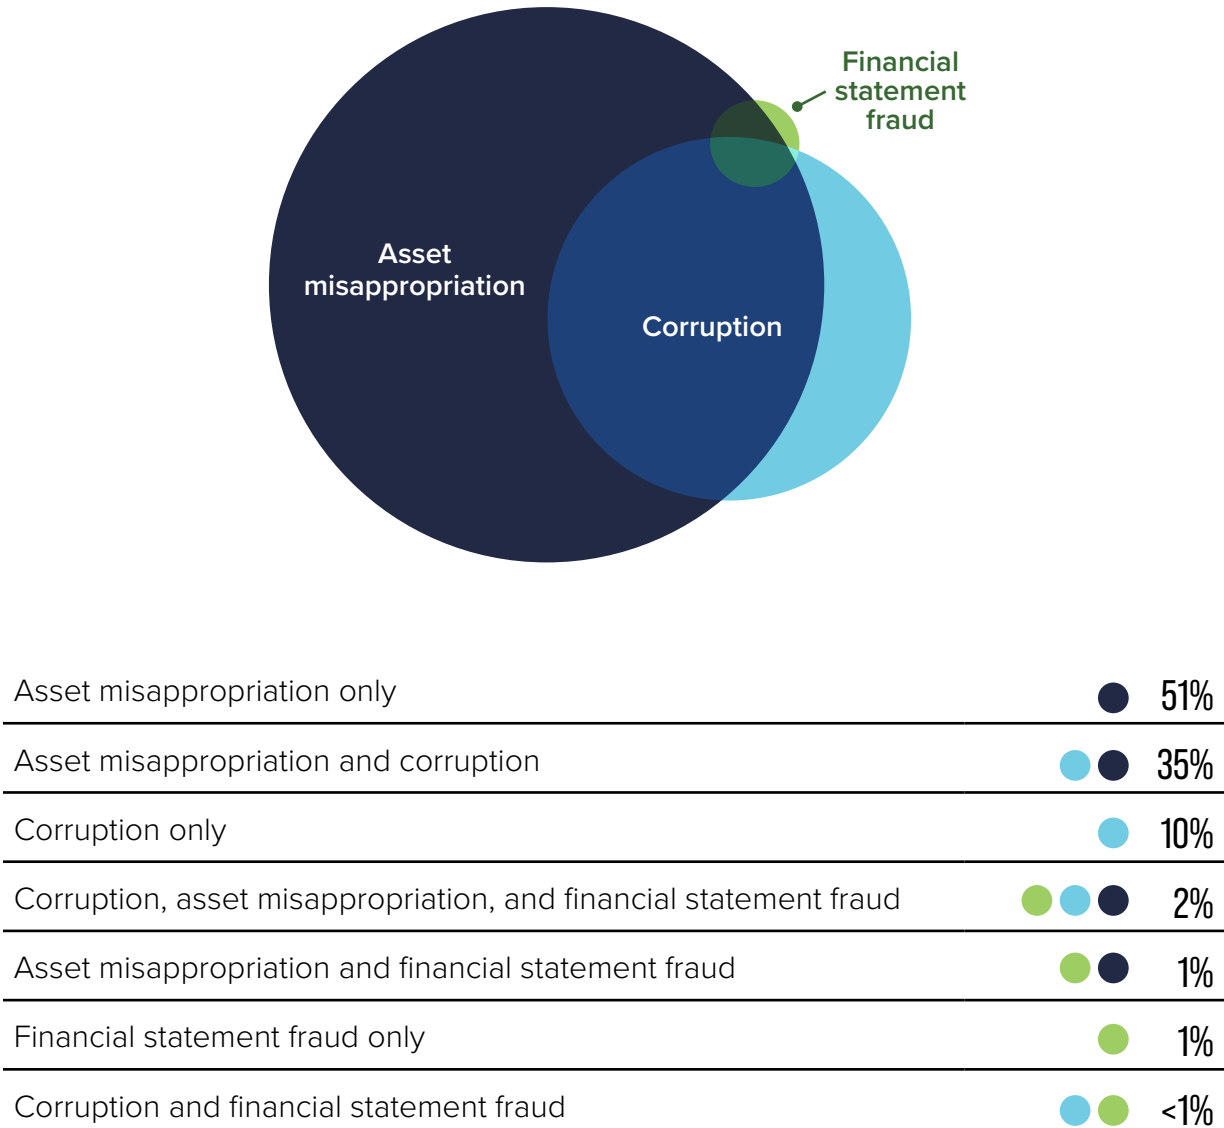 Financial
statement
fraud
Asset
misappropriation
Corruption
Asset misappropriation only 51%
Asset misappropriation and corruption 35%
Corruption only 10%
Corruption, asset misappropriation, and financial statement fraud 2%
Asset misappropriation and financial statement fraud 1%
Financial statement fraud only 1%
Corruption and financial statement fraud <1%